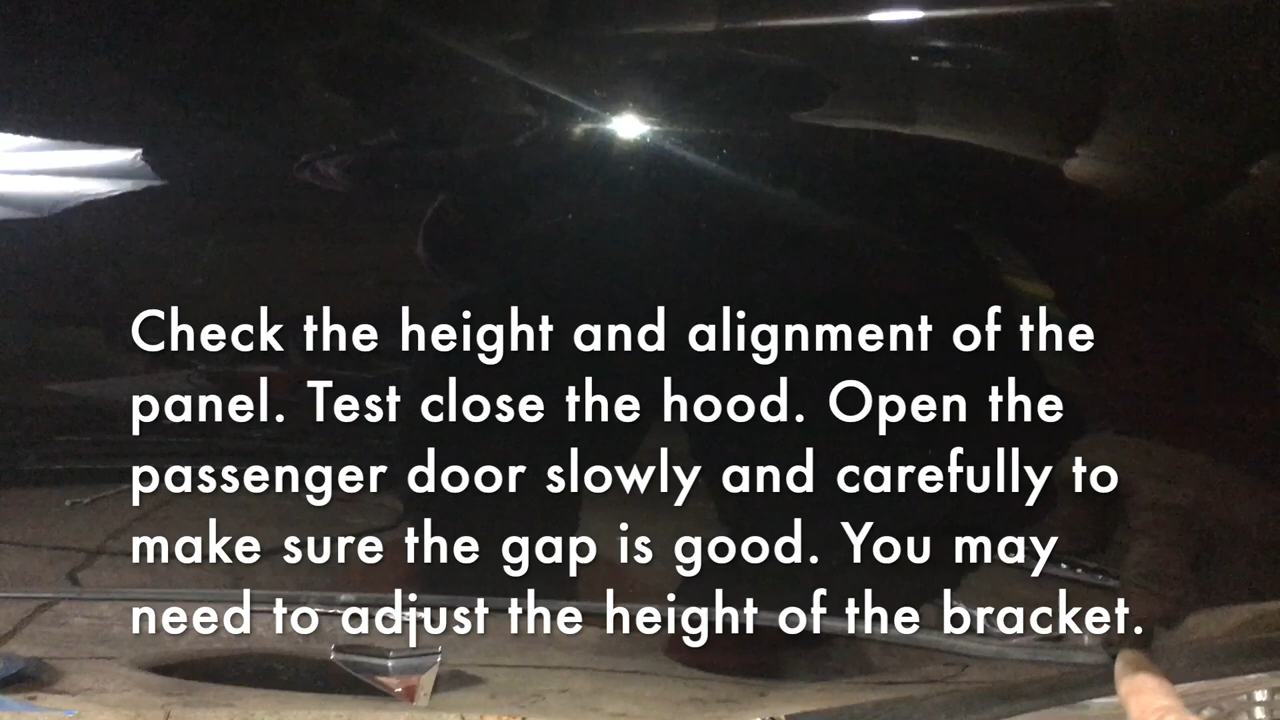 Check the height and alignment of the
panel. Test close the hood. Open the
passenger door slowly and carefully to
make sure the gap is good. You may
need to adjust the height of the bracket.